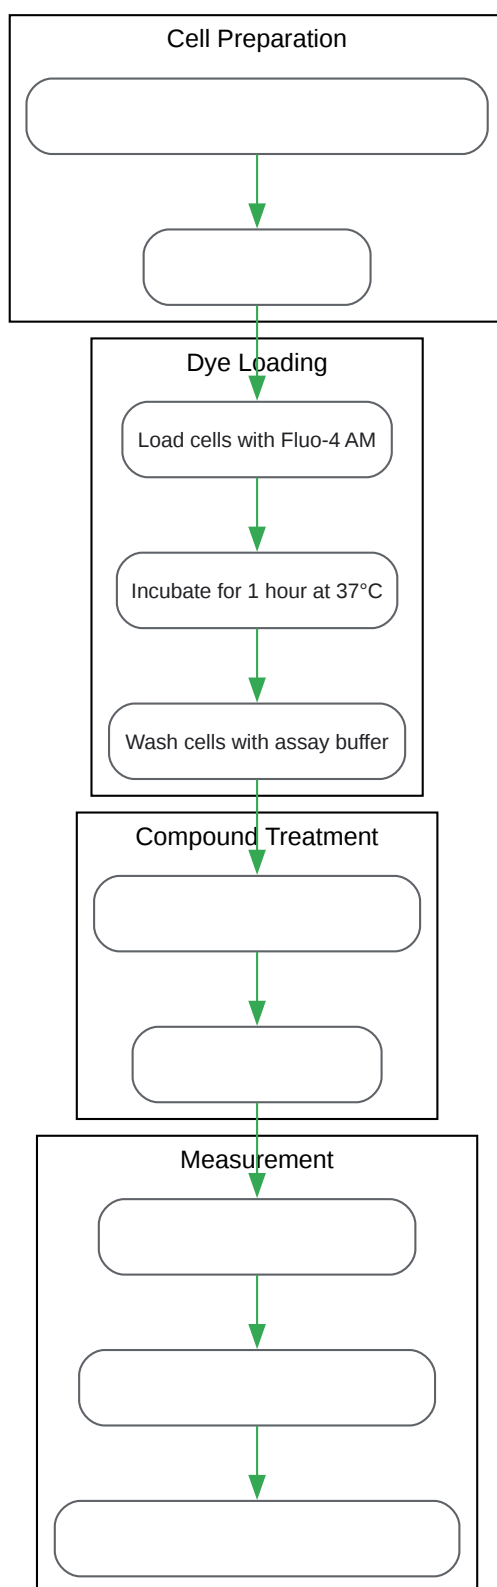 Cell Preparation
Dye Loading
Load cells with Fluo-4 AM
Incubate for 1 hour at 37°C
Wash cells with assay buffer
Compound Treatment
Measurement